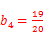 b₄ = 19/20